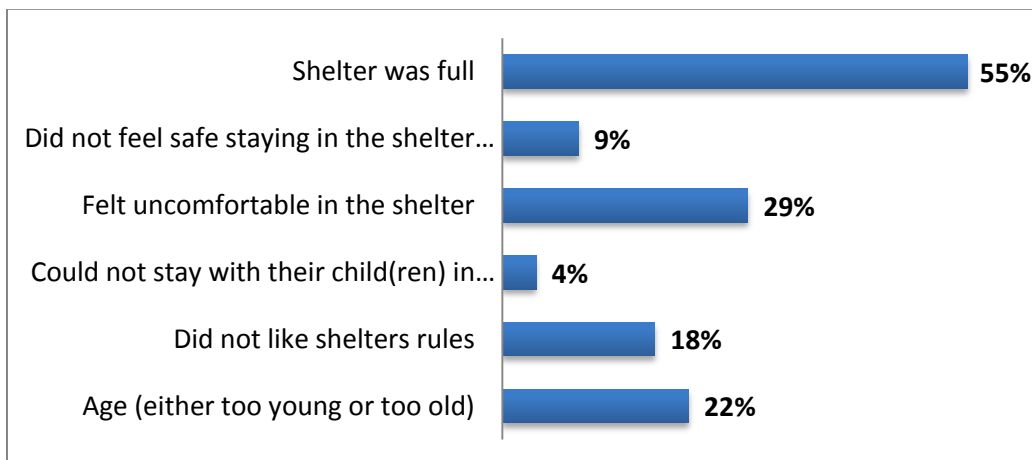 Shelter was full 55%
Did not feel safe staying in the shelter... 9%
Felt uncomfortable in the shelter 29%
Could not stay with their child(ren) in... 4%
Did not like shelters rules 18%
Age (either too young or too old) 22%